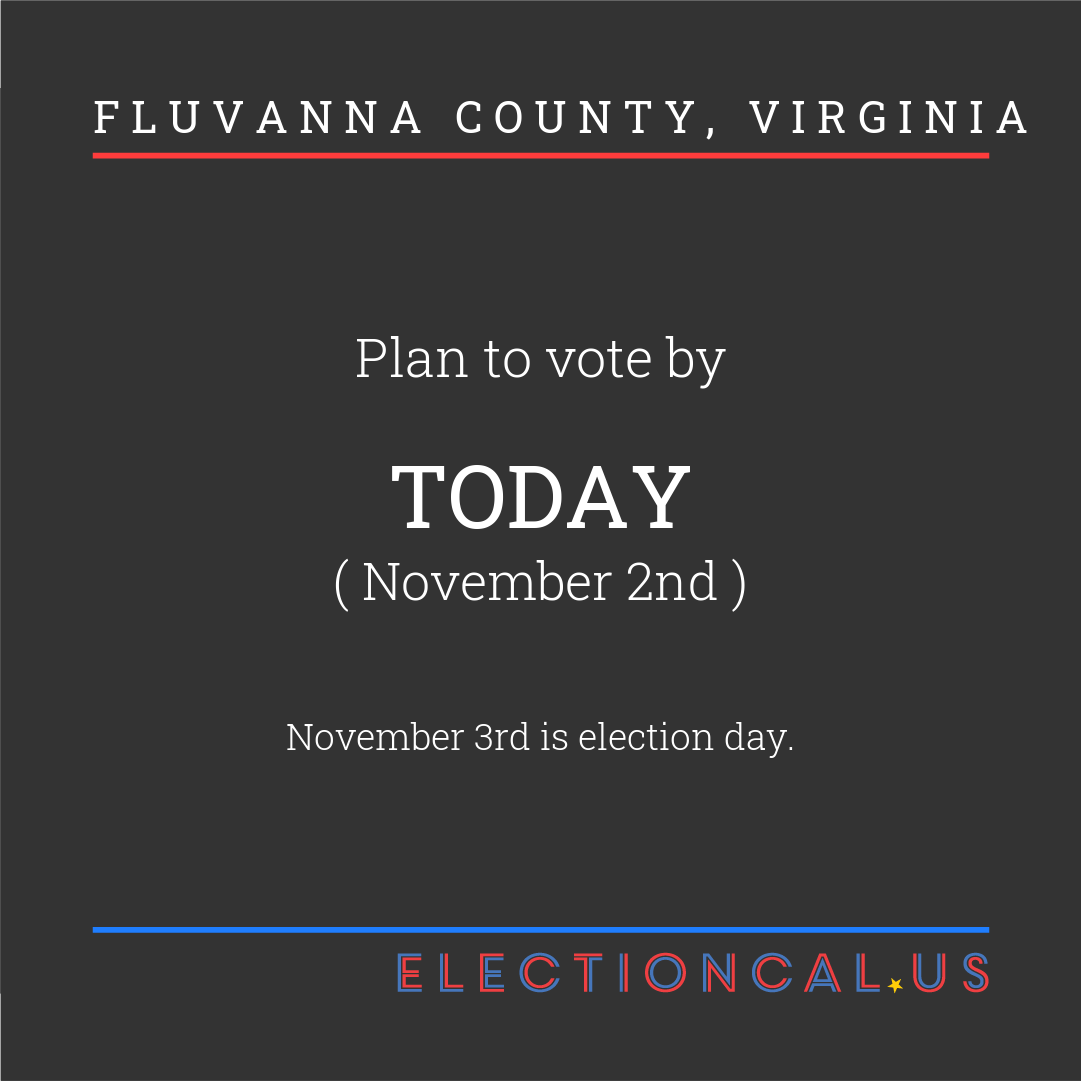 FLUVANNA COUNTY, VIRGINIA
Plan to vote by
TODAY
( November 2nd )
November 3rd is election day.
ELECTIONCAL.US